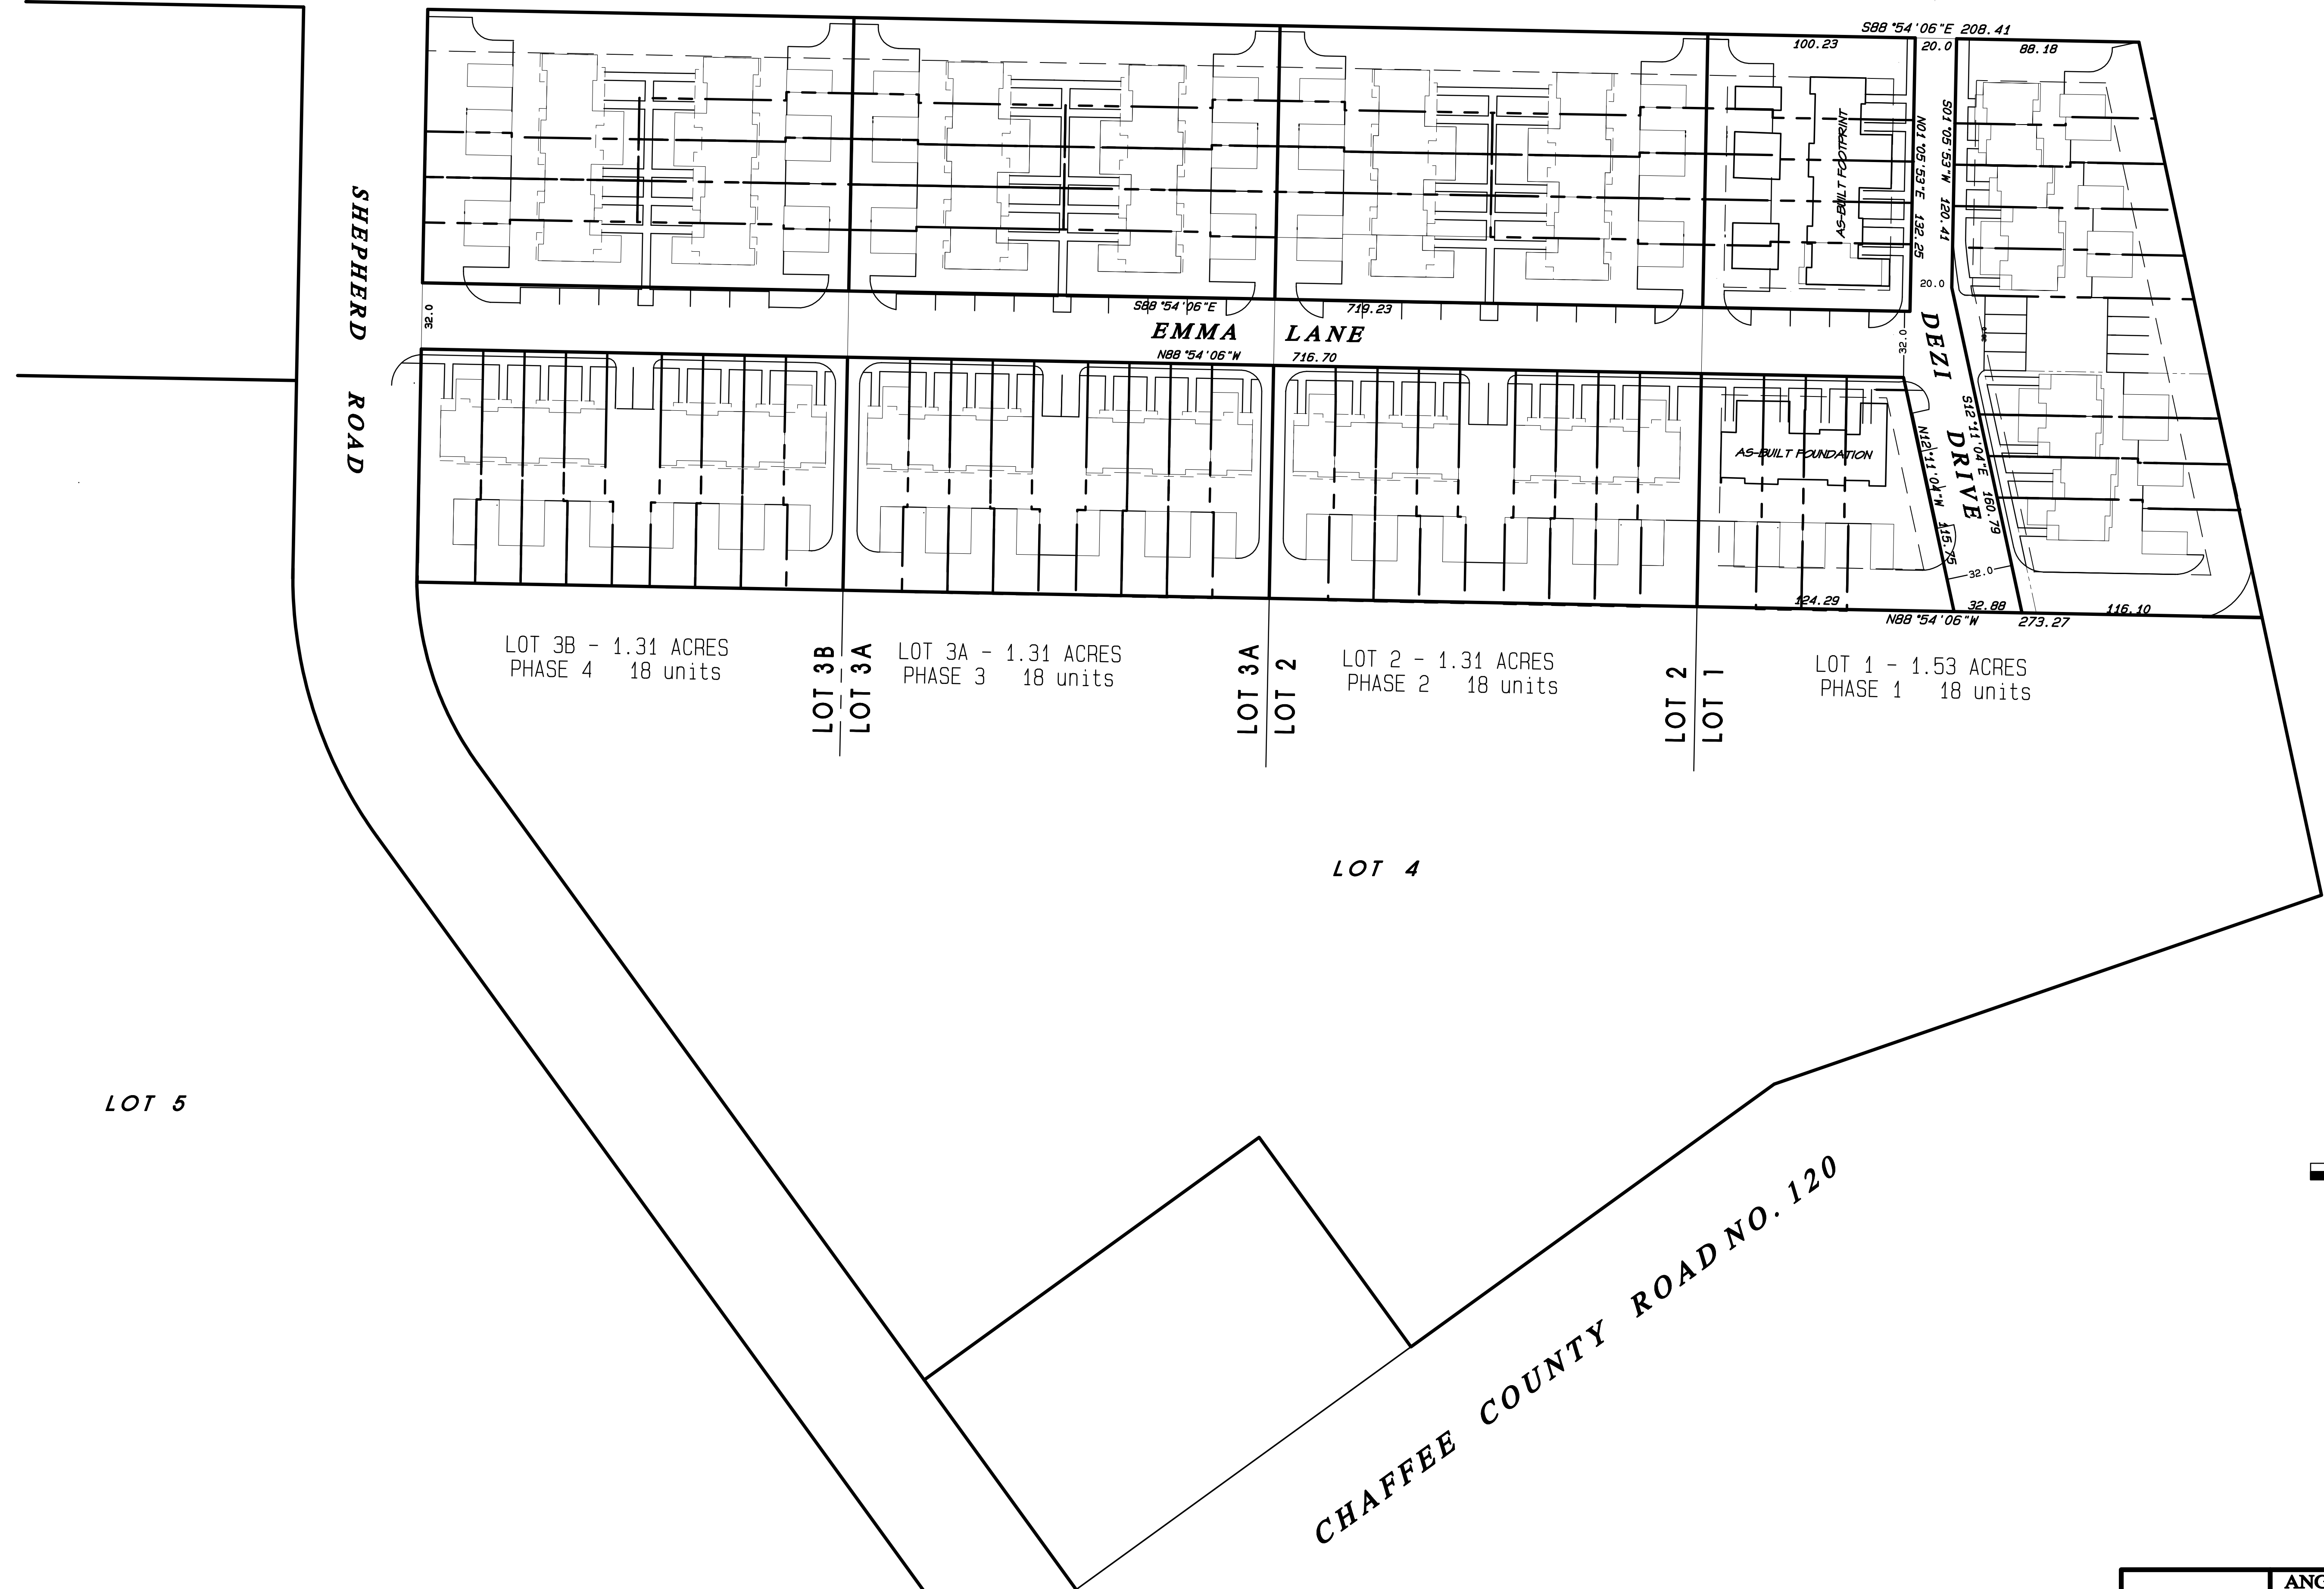 S88°54'06"E 208.41
100.23
20.0
88.18
S01°05'53"W 120.41
N01°05'53"E 132.25
AS-BUILT FOOTPRINT
20.0
SHEPHERD ROAD
32.0
S88°54'06"E 719.23
EMMA LANE
N88°54'06"W 716.70
32.0
DEZI DRIVE
S12°11'04"E 160.79
N12°11'04"W 115.75
AS-BUILT FOUNDATION
32.0
124.29
32.88
116.10
N88°54'06"W 273.27
LOT 3B - 1.31 ACRES
PHASE 4 18 units
LOT 3B
LOT 3A
LOT 3A - 1.31 ACRES
PHASE 3 18 units
LOT 3A
LOT 2
LOT 2 - 1.31 ACRES
PHASE 2 18 units
LOT 2
LOT 1
LOT 1 - 1.53 ACRES
PHASE 1 18 units
LOT 4
LOT 5
CHAFFEE COUNTY ROAD NO. 120